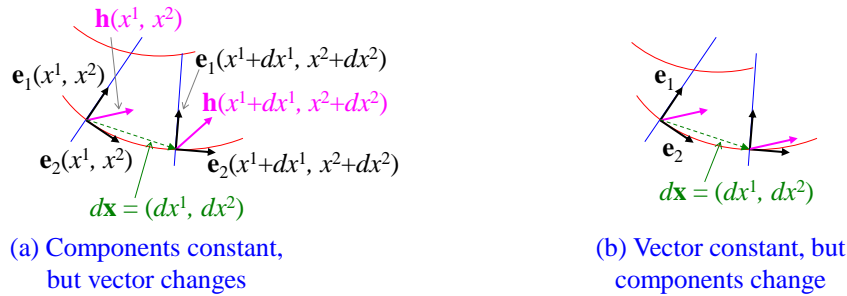 h(x¹, x²)
e₁(x¹+dx¹, x²+dx²)
e₁(x¹, x²)
h(x¹+dx¹, x²+dx²)
e₂(x¹, x²)
e₂(x¹+dx¹, x²+dx²)
dx = (dx¹, dx²)
(a) Components constant,
but vector changes
e₁
e₂
dx = (dx¹, dx²)
(b) Vector constant, but
components change